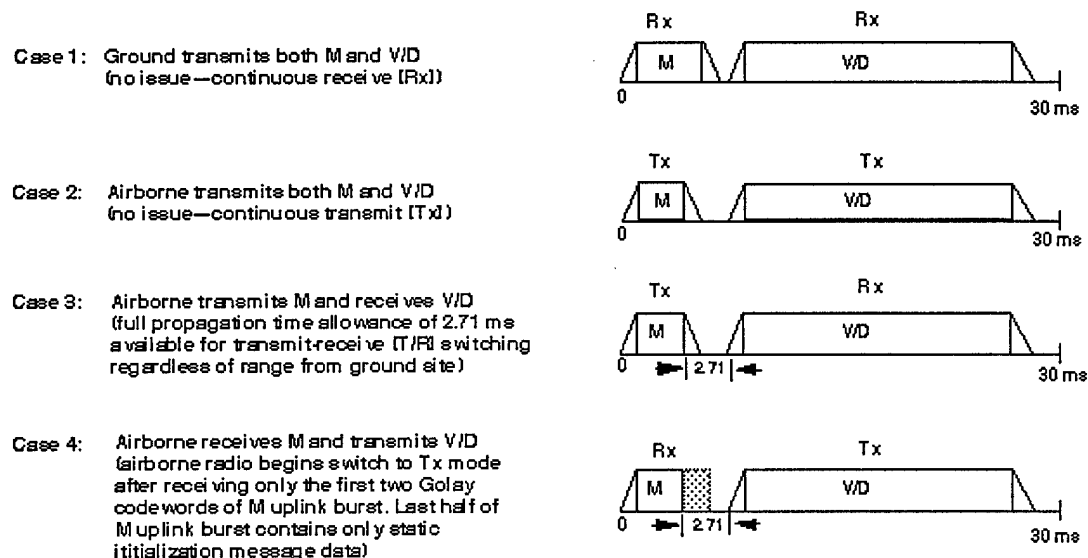 Rx Rx
Case 1: Ground transmits both M and V/D
(no issue—continuous receive [Rx])
M V/D
0 30 ms
Tx Tx
Case 2: Airborne transmits both M and V/D
(no issue—continuous transmit [Tx])
M V/D
0 30 ms
Tx Rx
Case 3: Airborne transmits M and receives V/D
(full propagation time allowance of 2.71 ms
available for transmit-receive [T/R] switching
regardless of range from ground site)
M V/D
0 2.71 30 ms
Case 4: Airborne receives M and transmits V/D
(airborne radio begins switch to Tx mode
after receiving only the first two Golay
codewords of M uplink burst. Last half of
M uplink burst contains only static
ititialization message data)
Rx Tx
M V/D
0 2.71 30 ms